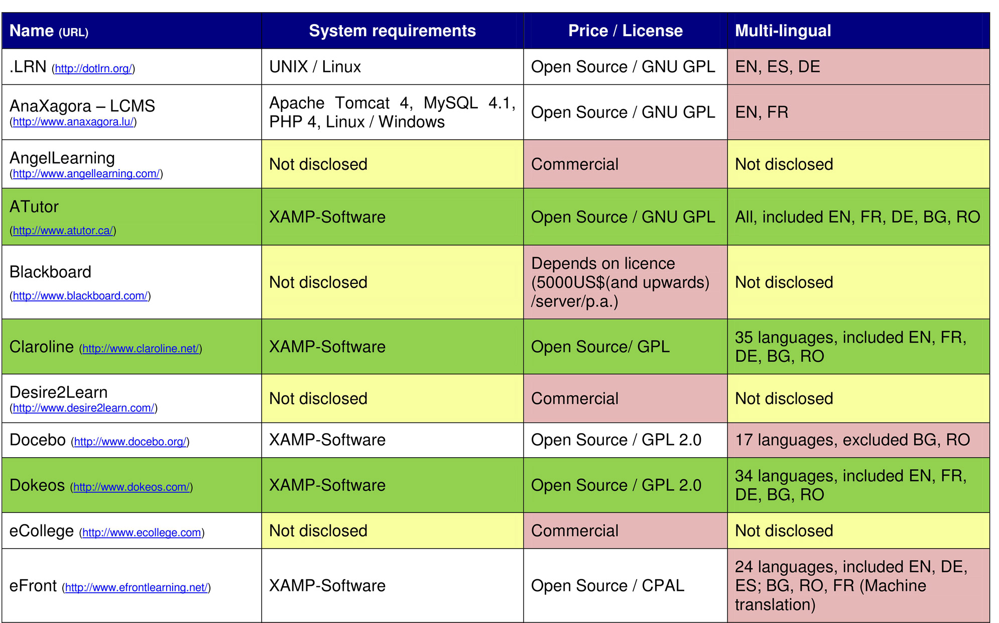 Name (URL) System requirements Price / License Multi-lingual
.LRN (http://dotlrn.org/) UNIX / Linux Open Source / GNU GPL EN, ES, DE
AnaXagora – LCMS
(http://www.anaxagora.lu/)
Apache Tomcat 4, MySQL 4.1,
PHP 4, Linux / Windows
Open Source / GNU GPL
EN, FR
AngelLearning
(http://www.angellearning.com/)
Not disclosed
Commercial
Not disclosed
ATutor
(http://www.atutor.ca/)
XAMP-Software
Open Source / GNU GPL
All, included EN, FR, DE, BG, RO
Blackboard
(http://www.blackboard.com/)
Not disclosed
Depends on licence
(5000US$(and upwards)
/server/p.a.)
Not disclosed
Claroline (http://www.claroline.net/)
XAMP-Software
Open Source/ GPL
35 languages, included EN, FR,
DE, BG, RO
Desire2Learn
(http://www.desire2learn.com/)
Not disclosed
Commercial
Not disclosed
Docebo (http://www.docebo.org/) XAMP-Software Open Source / GPL 2.0 17 languages, excluded BG, RO
Dokeos (http://www.dokeos.com/)
XAMP-Software
Open Source / GPL 2.0
34 languages, included EN, FR,
DE, BG, RO
eCollege (http://www.ecollege.com) Not disclosed Commercial Not disclosed
eFront (http://www.efrontlearning.net/)
XAMP-Software
Open Source / CPAL
24 languages, included EN, DE,
ES; BG, RO, FR (Machine
translation)